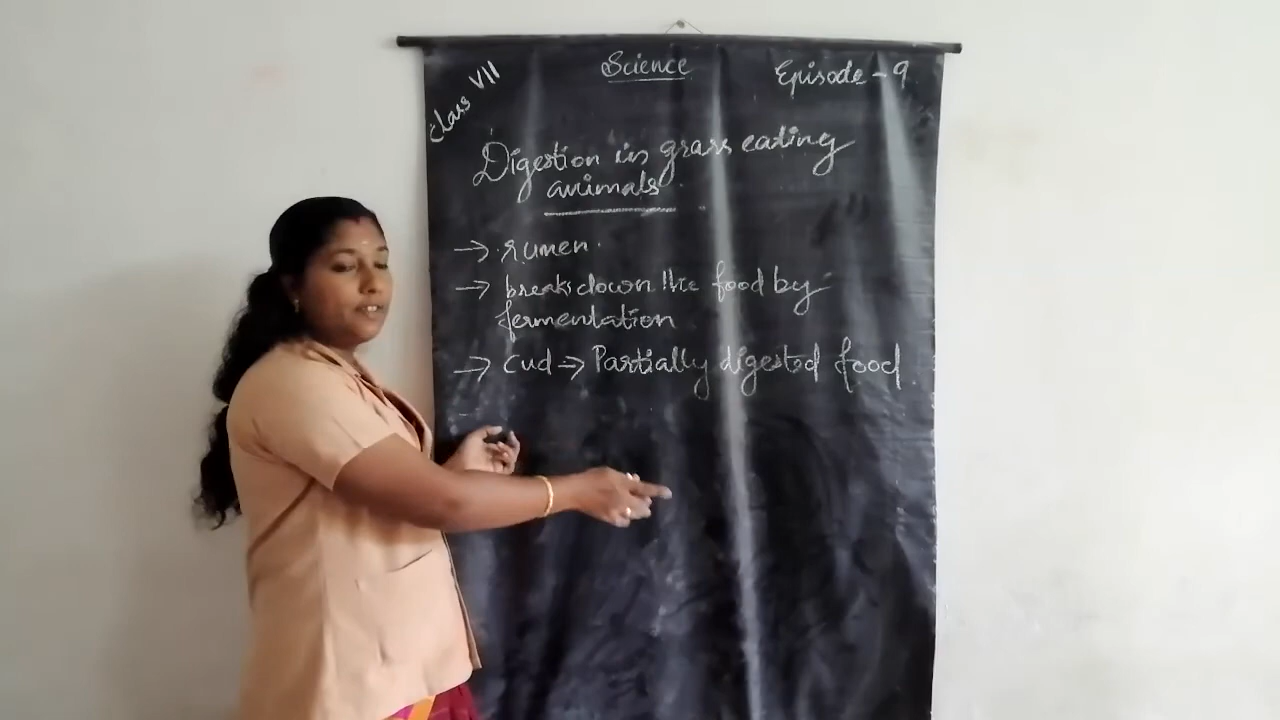 Class VII
Science
Episode - 9
Digestion in grass eating
animals.
→ rumen.
→ breaks down the food by
fermentation
→ Cud => Partially digested food.